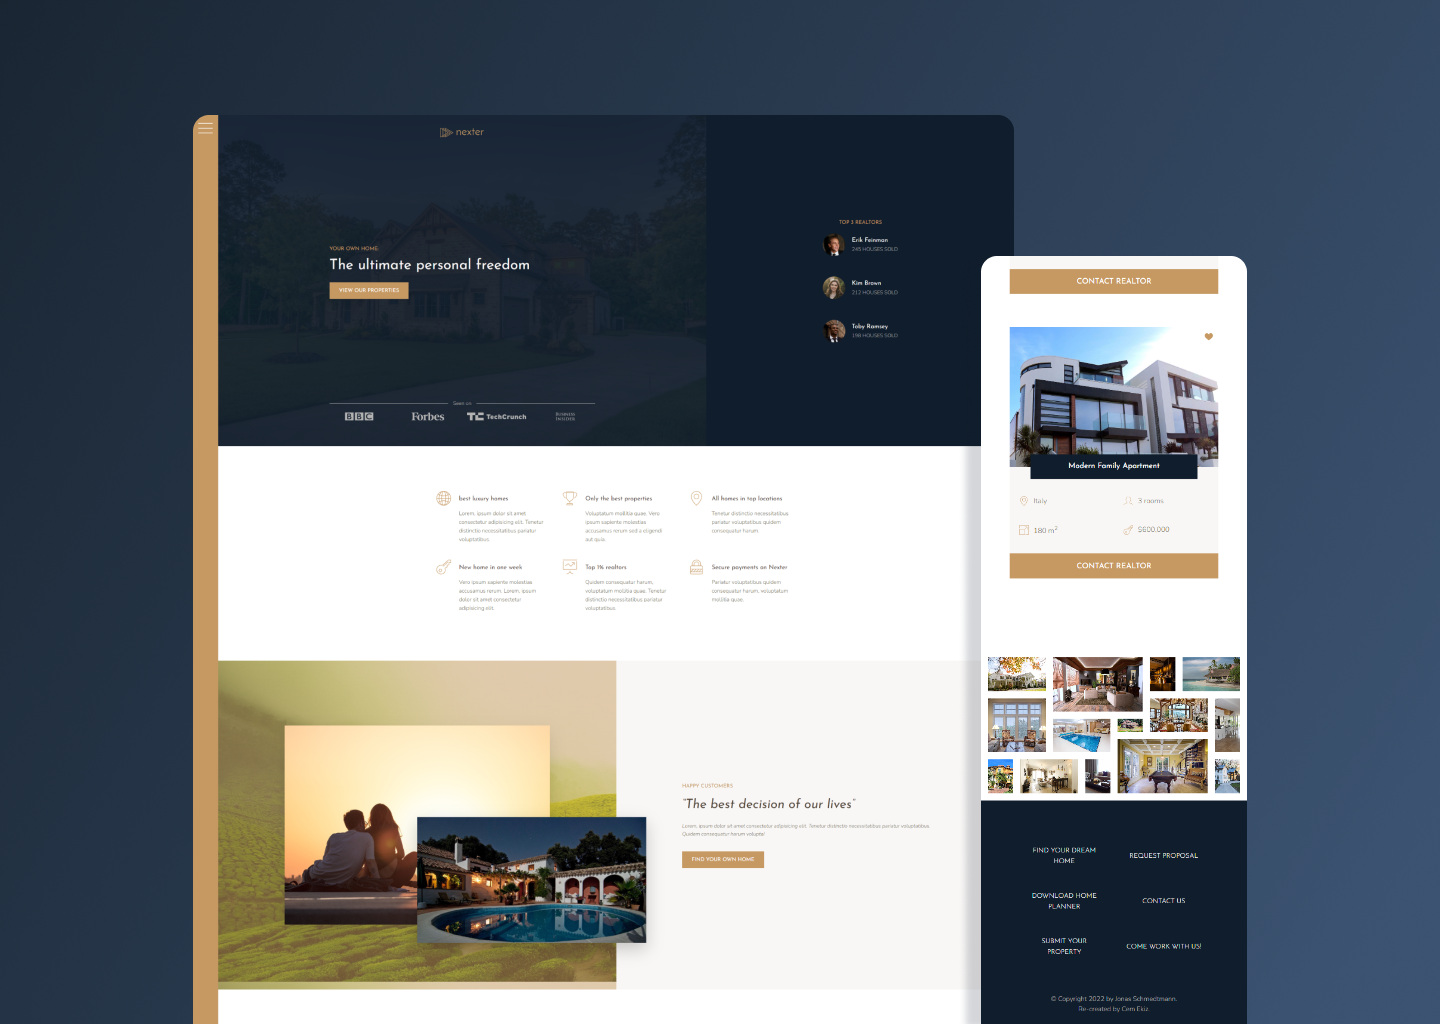 nexter
YOUR OWN HOME
The ultimate personal freedom
VIEW OUR PROPERTIES
Seen on
BBC
Forbes
TC TechCrunch
BUSINESS
INSIDER
TOP 3 REALTORS
Erik Feinman
245 HOUSES SOLD
Kim Brown
212 HOUSES SOLD
Toby Ramsey
198 HOUSES SOLD
best luxury homes
Lorem, ipsum dolor sit amet
consectetur adipisicing elit. Tenetur
distinctio necessitatibus pariatur
voluptatibus.
Only the best properties
Voluptatum mollitia quae. Vero
ipsum sapiente molestias
accusamus rerum sed a eligendi
aut quia.
All homes in top locations
Tenetur distinctio necessitatibus
pariatur voluptatibus quidem
consequatur harum.
New home in one week
Vero ipsum sapiente molestiae
accusamus rerum. Lorem, ipsum
dolor sit amet consectetur
adipisicing elit.
Top 1% realtors
Quidem consequatur harum,
voluptatum mollitia quae. Tenetur
distinctio necessitatibus pariatur
voluptatibus.
Secure payments on Nexter
Pariatur voluptatibus quidem
consequatur harum, voluptatum
mollitia quae.
HAPPY CUSTOMERS
"The best decision of our lives"
Lorem, ipsum dolor sit amet consectetur adipisicing elit. Tenetur distinctio necessitatibus pariatur voluptatibus.
Quidem consequatur harum volupta!
FIND YOUR OWN HOME
CONTACT REALTOR
Modern Family Apartment
Italy
3 rooms
180 m²
$600.000
CONTACT REALTOR
FIND YOUR DREAM
HOME
REQUEST PROPOSAL
DOWNLOAD HOME
PLANNER
CONTACT US
SUBMIT YOUR
PROPERTY
COME WORK WITH US!
© Copyright 2022 by Jonas Schmedtmann.
Re-created by Cem Ekiz.